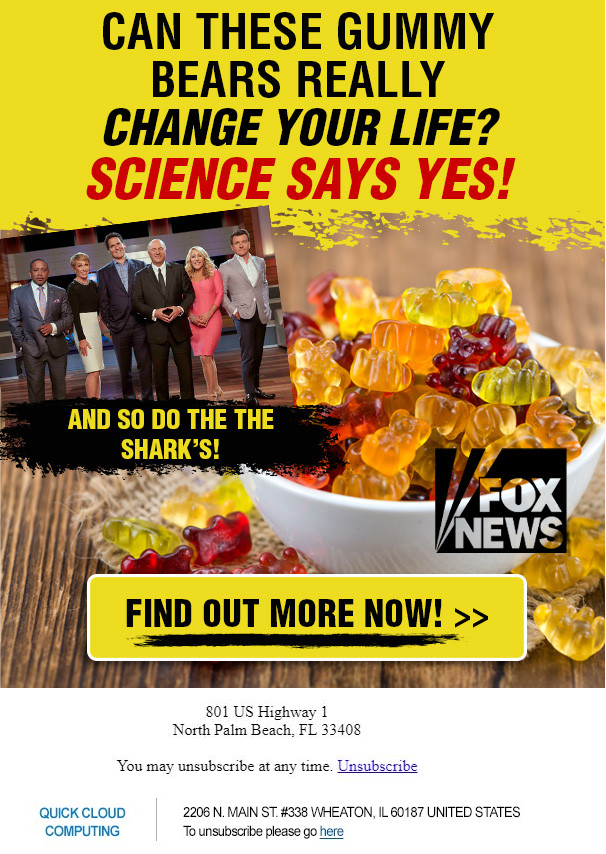 CAN THESE GUMMY
BEARS REALLY
CHANGE YOUR LIFE?
SCIENCE SAYS YES!
AND SO DO THE THE
SHARK'S!
FOX
NEWS
FIND OUT MORE NOW! >>
801 US Highway 1
North Palm Beach, FL 33408
You may unsubscribe at any time. Unsubscribe
QUICK CLOUD
COMPUTING
2206 N. MAIN ST. #338 WHEATON, IL 60187 UNITED STATES
To unsubscribe please go here